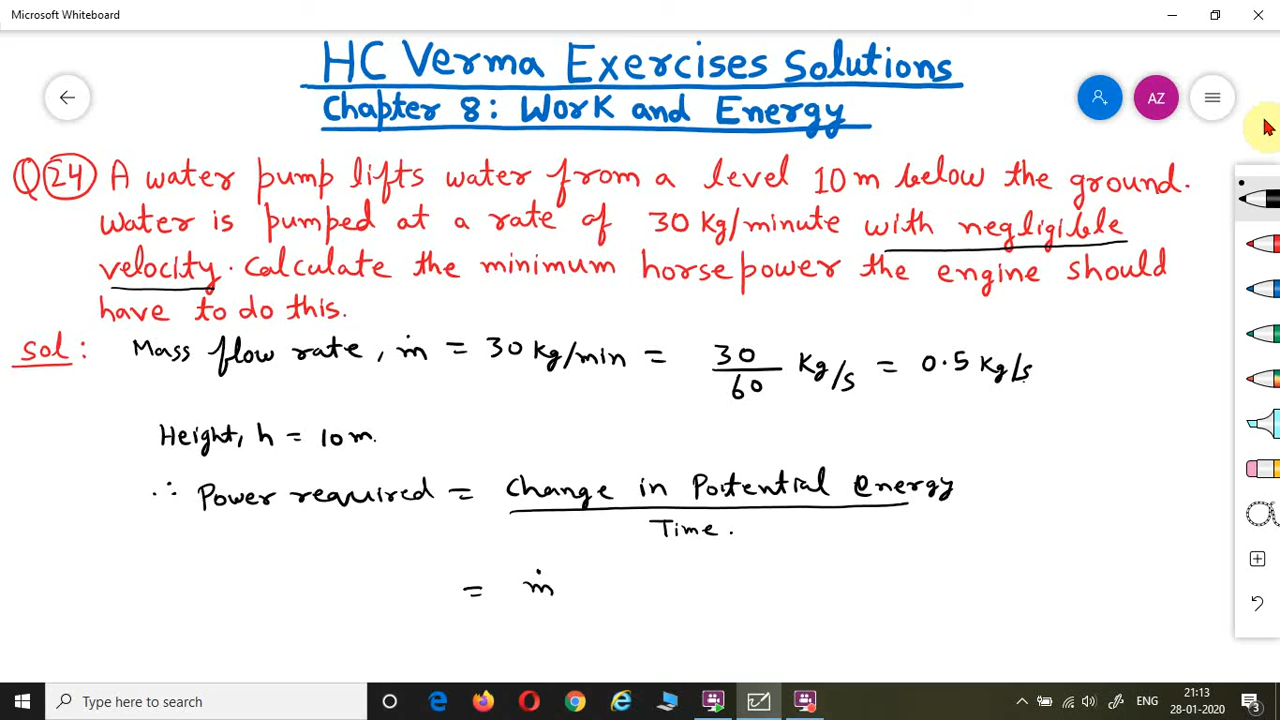 Microsoft Whiteboard
HC Verma Exercises Solutions
Chapter 8: Work and Energy
AZ
Q 24 A water pump lifts water from a level 10 m below the ground.
Water is pumped at a rate of 30 Kg/minute with negligible
velocity. Calculate the minimum horsepower the engine should
have to do this.
Sol: Mass flow rate, ṁ = 30 Kg/min = 30/60 Kg/s = 0.5 Kg/s
Height, h = 10 m.
∴ Power required = Change in Potential energy
Time.
= ṁ
Type here to search
ENG
21:13
28-01-2020
3